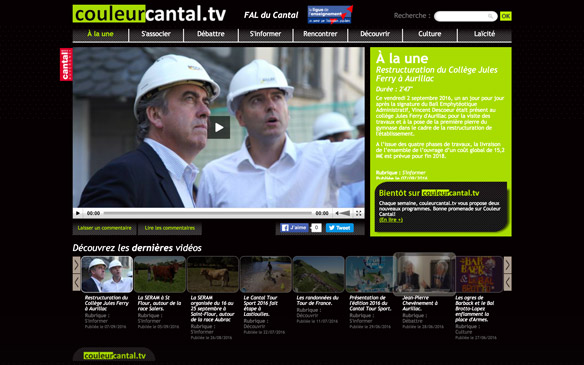 couleurcantal.tv
FAL du Cantal
la ligue de
l'enseignement
Recherche :
OK
À la une
S'associer
Débattre
S'informer
Rencontrer
Découvrir
Culture
Laïcité
cantal
À la une
Restructuration du Collège Jules
Ferry à Aurillac
Durée : 2'47"
Ce vendredi 2 septembre 2016, un an jour pour jour
après la signature du Bail Emphytéotique
Administratif, Vincent Descoeur était présent au
collège Jules Ferry d'Aurillac pour la visite des
travaux et à la pose de la première pierre du
gymnase dans le cadre de la restructuration de
l'établissement.
A l'issue des quatre phases de travaux, la livraison
de l'ensemble de l'ouvrage d'un coût global de 15,2
M€ est prévue pour fin 2018.
Rubrique : S'informer
Publiée le 07/09/2016
Bientôt sur couleurcantal.tv
Chaque semaine, couleurcantal.tv vous propose deux
nouveaux programmes. Bonne promenade sur Couleur
Cantal!
(En lire +)
00:00
00:00
Laisser un commentaire
Lire les commentaires
J'aime
0
Twitter
Découvrez les dernières vidéos
Restructuration du
Collège Jules Ferry
à Aurillac
Rubrique :
S'informer
Publiée le 07/09/2016
La SERAM à St
Flour, autour de la
race Salers.
Rubrique :
S'informer
Publiée le
La SERAM
organisée du 16 au
25 septembre à
Saint-Flour, autour
de la race Aubrac
Rubrique :
S'informer
Publiée le 26/08/2016
Le Cantal Tour
Sport 2016 fait
étape à
Lastioulles.
Rubrique :
Découvrir
Publiée le 22/07/2016
Les randonnées du
Tour de France.
Rubrique :
Découvrir
Publiée le 11/07/2016
Présentation de
l'édition 2016 du
Cantal Tour Sport.
Rubrique :
S'informer
Publiée le 29/06/2016
Jean-Pierre
Chevènement à
Aurillac.
Rubrique :
Débattre
Publiée le 28/06/2016
BAR
BACK
Les ogres de
Barback et le Bal
Brotto-Lopez
enflamment la
place d'Armes.
Rubrique :
Culture
Publiée le 27/06/2016
couleurcantal.tv